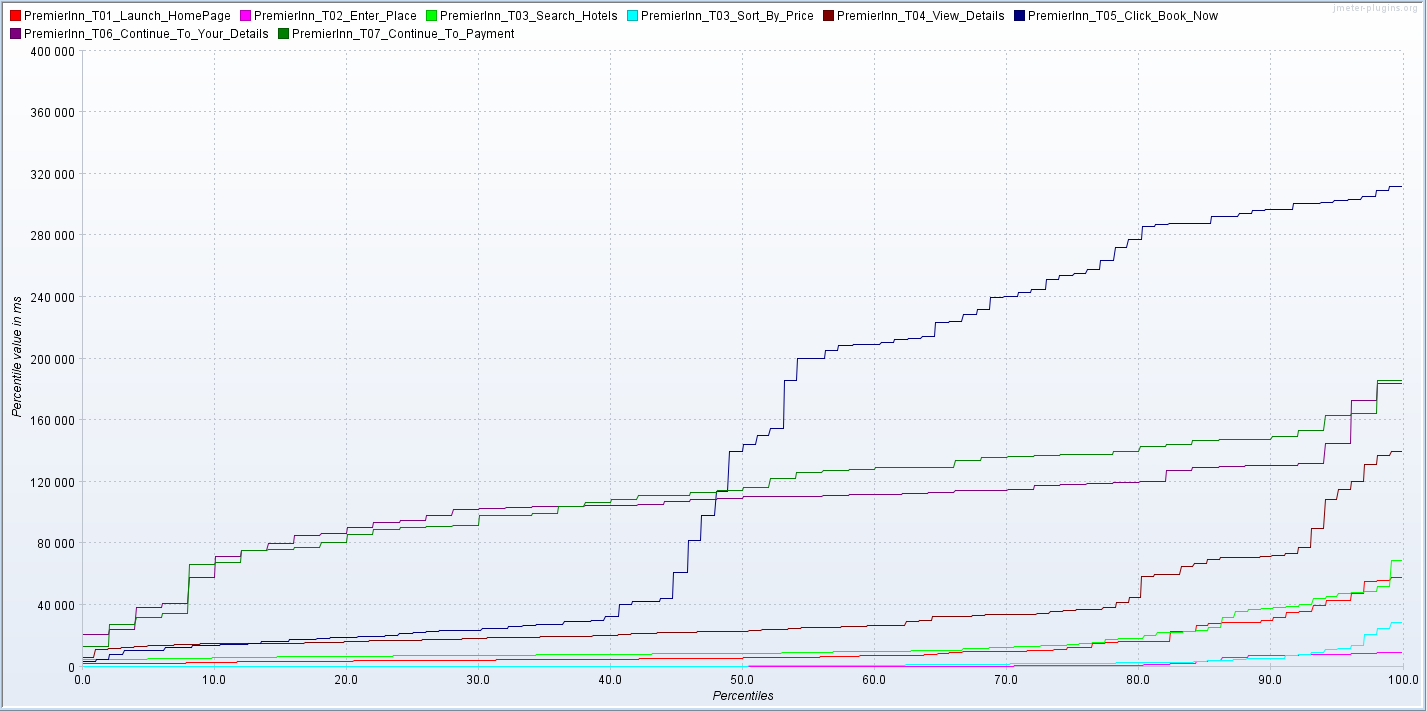 jmeter-plugins.org
PremierInn_T01_Launch_HomePage PremierInn_T02_Enter_Place PremierInn_T03_Search_Hotels PremierInn_T03_Sort_By_Price PremierInn_T04_View_Details PremierInn_T05_Click_Book_Now
PremierInn_T06_Continue_To_Your_Details PremierInn_T07_Continue_To_Payment
400 000
360 000
320 000
280 000
240 000
200 000
160 000
120 000
80 000
40 000
0
Percentile value in ms
0.0 10.0 20.0 30.0 40.0 50.0 60.0 70.0 80.0 90.0 100.0
Percentiles